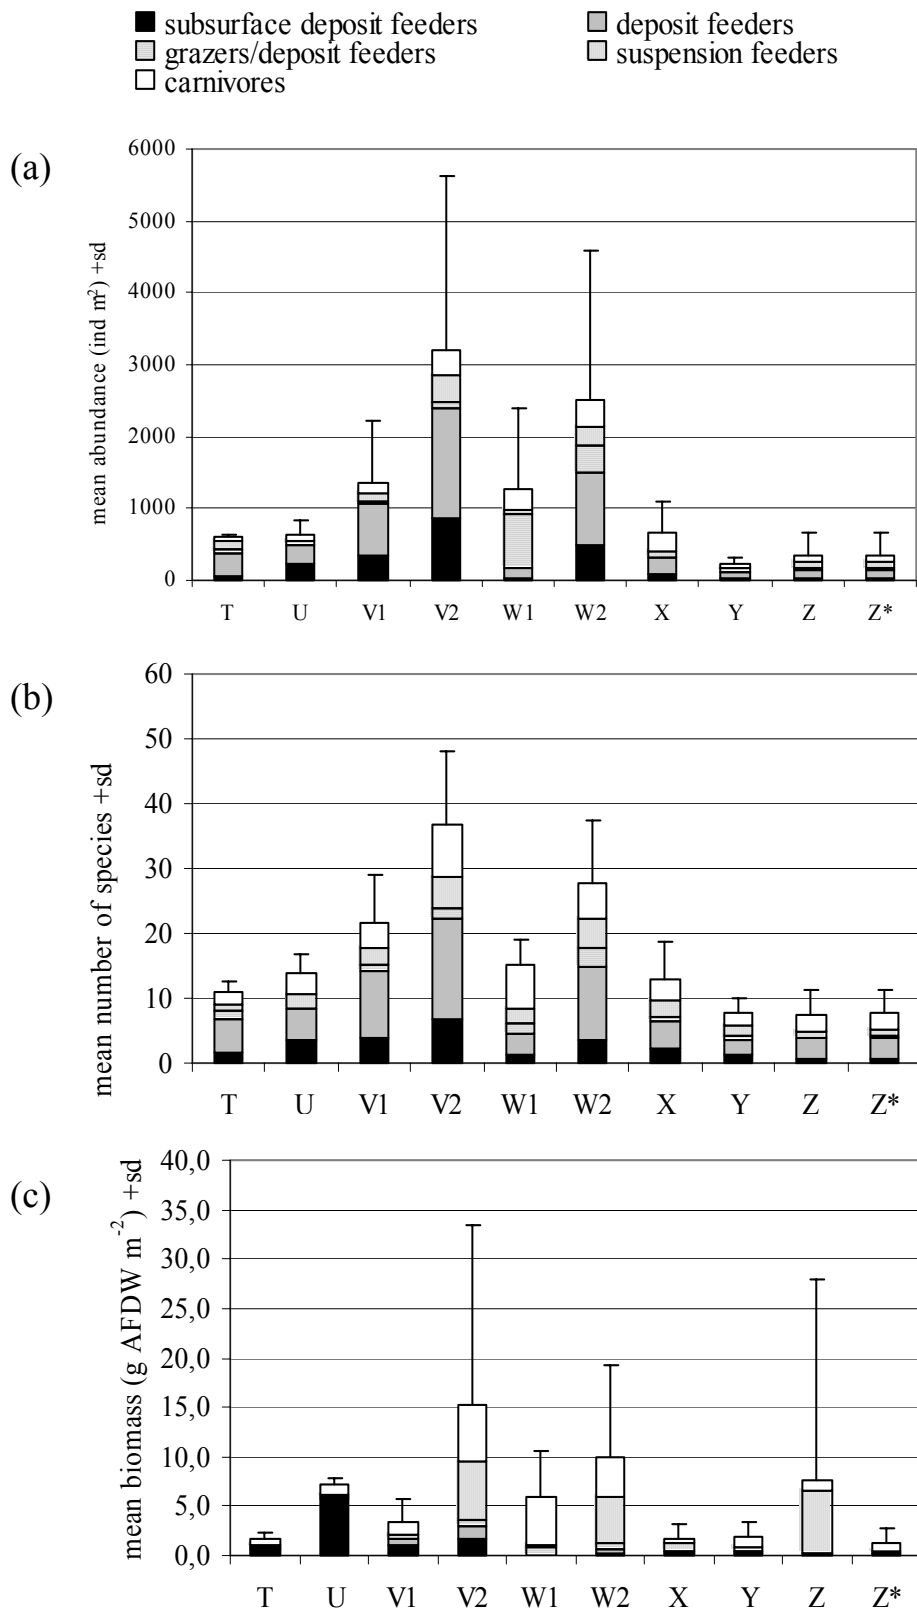 subsurface deposit feeders deposit feeders
grazers/deposit feeders suspension feeders
carnivores
(a)
mean abundance (ind m²) +sd
6000
5000
4000
3000
2000
1000
0
T U V1 V2 W1 W2 X Y Z Z*
(b)
mean number of species +sd
60
50
40
30
20
10
0
T U V1 V2 W1 W2 X Y Z Z*
(c)
mean biomass (g AFDW m⁻²) +sd
40,0
35,0
30,0
25,0
20,0
15,0
10,0
5,0
0,0
T U V1 V2 W1 W2 X Y Z Z*